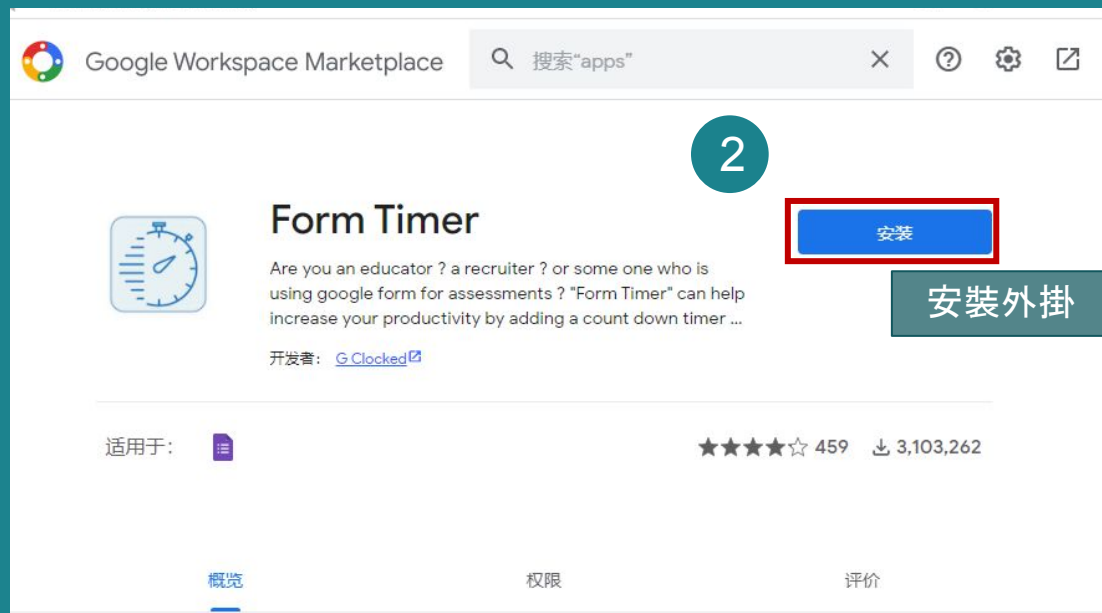 Google Workspace Marketplace
搜索“apps”
2
Form Timer
安装
Are you an educator ? a recruiter ? or some one who is
using google form for assessments ? "Form Timer" can help
increase your productivity by adding a count down timer ...
安裝外掛
开发者： G Clocked
适用于：
459 3,103,262
概览 权限 评价